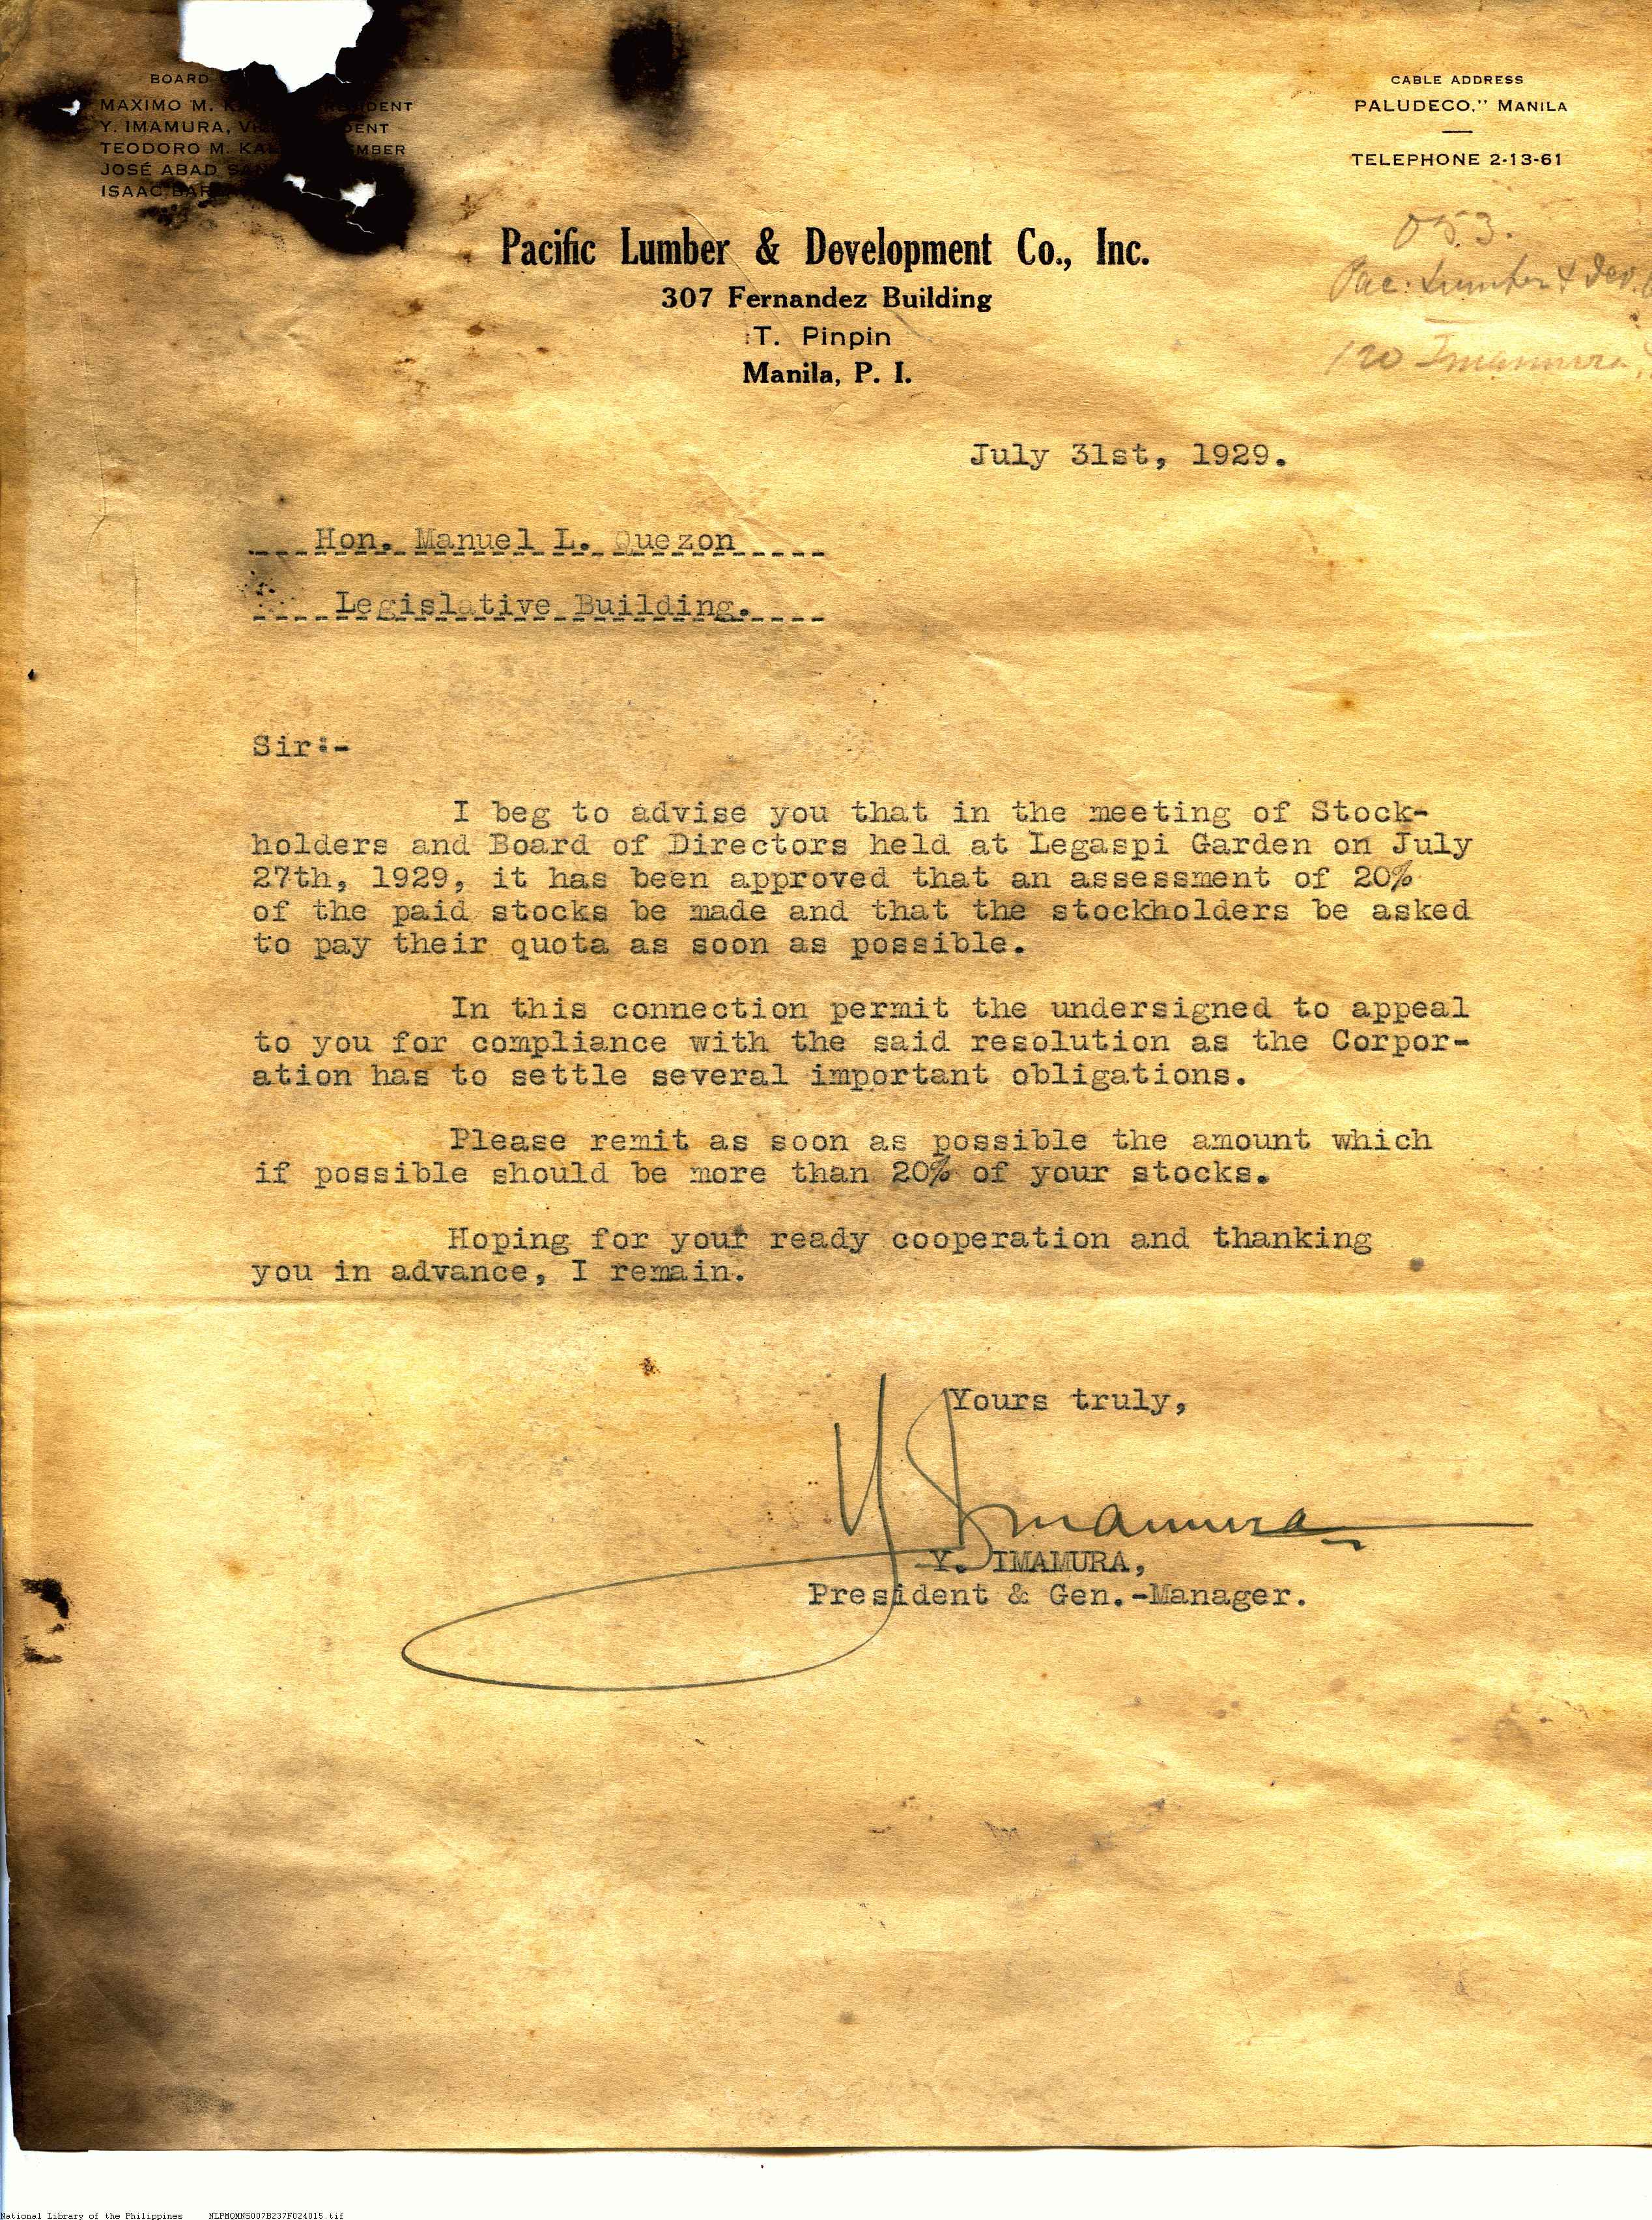 BOARD
MAXIMO M.
Y. IMAMURA,
TEODORO M.
JOSÉ ABAD
ISAAC
CABLE ADDRESS
PALUDECO," MANILA
TELEPHONE 2-13-61
Pacific Lumber & Development Co., Inc.
307 Fernandez Building
T. Pinpin
Manila, P. I.
053.
Pac. Lumber & Dev.
Imamura
July 31st, 1929.
Hon. Manuel L. Quezon
Legislative Building.
Sir:-
I beg to advise you that in the meeting of Stock-
holders and Board of Directors held at Legaspi Garden on July
27th, 1929, it has been approved that an assessment of 20%
of the paid stocks be made and that the stockholders be asked
to pay their quota as soon as possible.
In this connection permit the undersigned to appeal
to you for compliance with the said resolution as the Corpor-
ation has to settle several important obligations.
Please remit as soon as possible the amount which
if possible should be more than 20% of your stocks.
Hoping for your ready cooperation and thanking
you in advance, I remain.
Yours truly,
Y Imamura
Y. IMAMURA,
President & Gen.-Manager.
National Library of the Philippines NLPMQMNS007B237F024015.tif